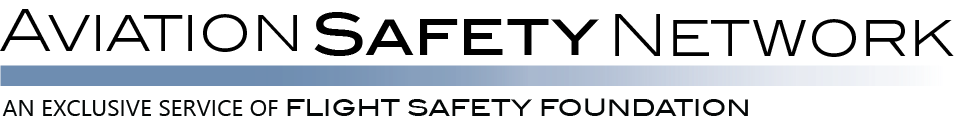 AVIATION SAFETY NETWORK
AN EXCLUSIVE SERVICE OF FLIGHT SAFETY FOUNDATION